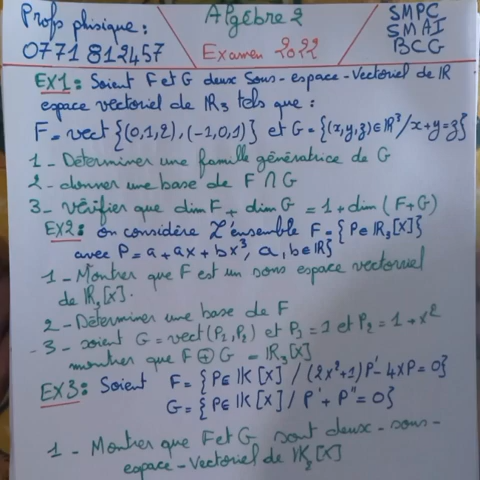 Profs phisique:
0771 812457
Algèbre 2
Examen 2022
SMPC
SMAI
BCG
EX1: Soient F et G deux Sous-espace-Vectoriel de IR
espace vectoriel de IR₃ tels que :
F = vect {(0,1,2), (-1,0,1)} et G = {(x,y,z) ∈ IR³ / x+y=z}
1 - Déterminer une famille génératrice de G
2 - donner une base de F ∩ G
3 - vérifier que dim F + dim G = 1 + dim (F+G)
EX2: on considère L'ensemble F = {P ∈ IR₃[X]
avec P = a + ax + bx³, a, b ∈ IR}
1 - Montrer que F est un sous espace vectoriel
de IR₃[X].
2 - Déterminer une base de F
3 - soient G = vect(P₁,P₂) et P₁ = 1 et P₂ = 1 + x²
montrer que F ⊕ G = IR₃[X]
EX3: Soient F = {P ∈ IK[X] / (2x²+1)P' - 4XP = 0}
G = {P ∈ IK[X] / P' + P'' = 0}
1 - Montrer que F et G sont deux-sous-
espace-Vectoriel de IK₃[X]